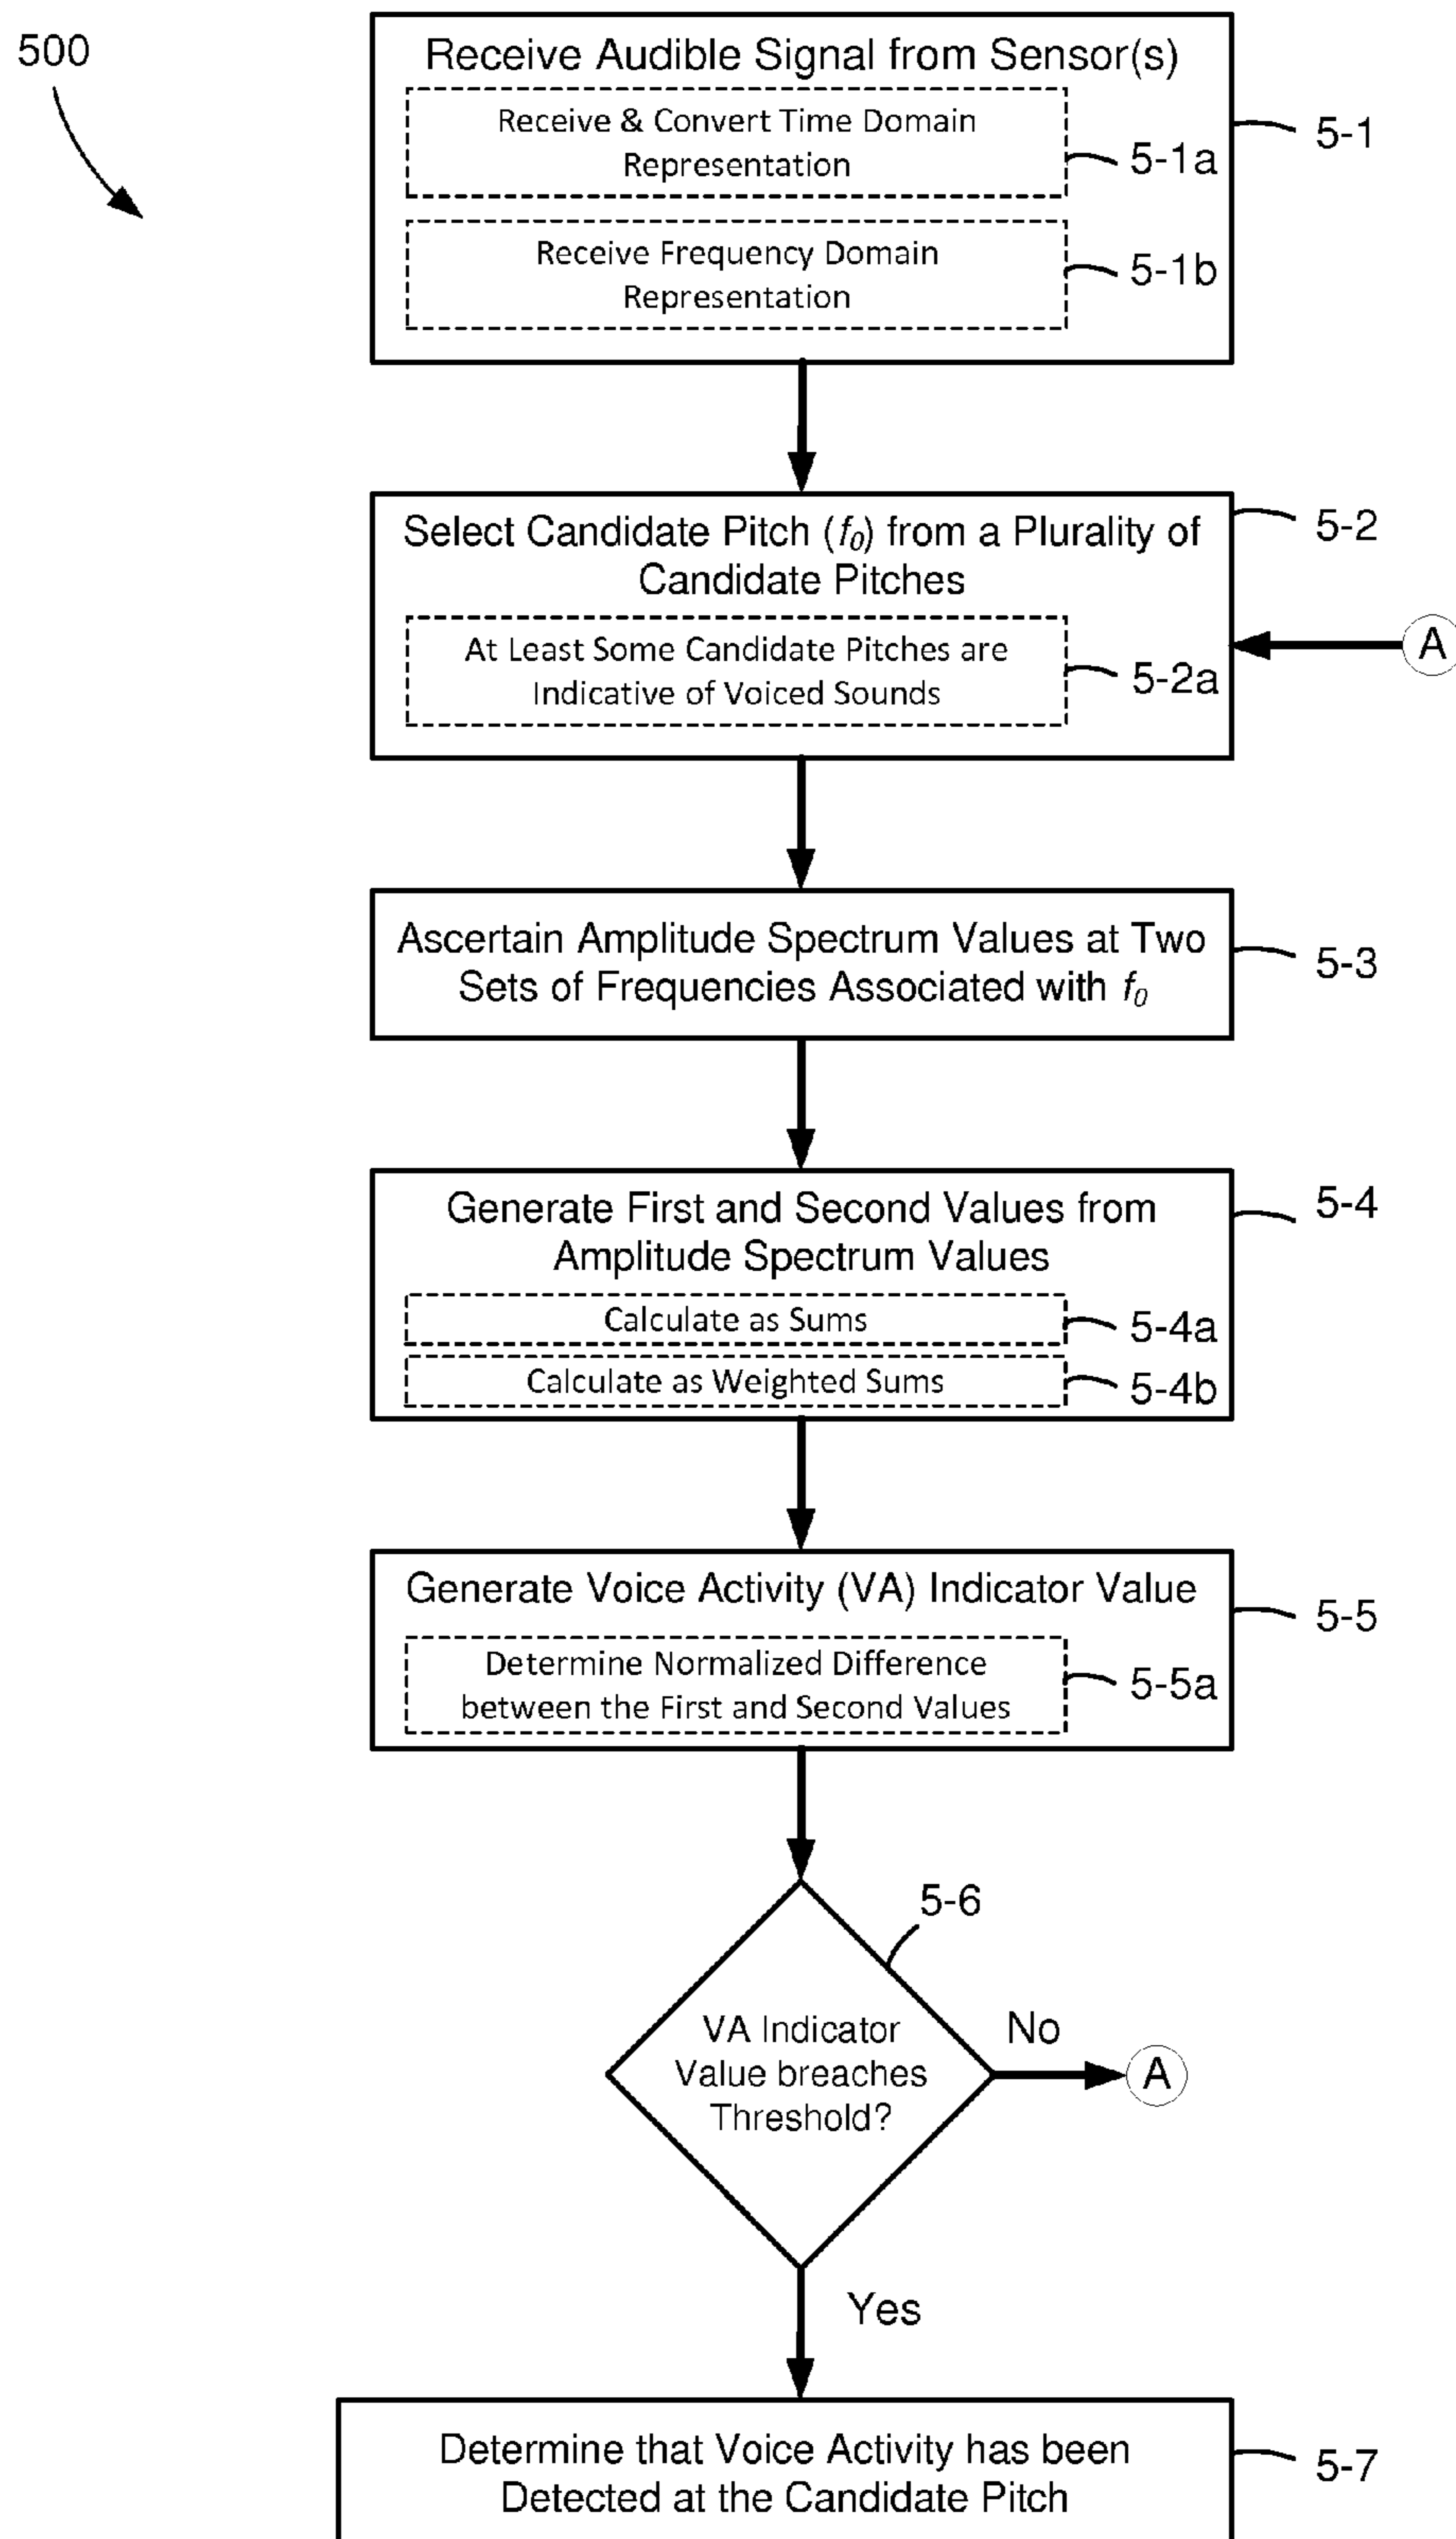 500
Receive Audible Signal from Sensor(s)
Receive & Convert Time Domain
Representation
5-1a
5-1
Receive Frequency Domain
Representation
5-1b
Select Candidate Pitch (f0) from a Plurality of
Candidate Pitches
5-2
At Least Some Candidate Pitches are
Indicative of Voiced Sounds
5-2a
A
Ascertain Amplitude Spectrum Values at Two
Sets of Frequencies Associated with f0
5-3
Generate First and Second Values from
Amplitude Spectrum Values
5-4
Calculate as Sums
5-4a
Calculate as Weighted Sums
5-4b
Generate Voice Activity (VA) Indicator Value
5-5
Determine Normalized Difference
between the First and Second Values
5-5a
5-6
VA Indicator
Value breaches
Threshold?
No
A
Yes
Determine that Voice Activity has been
Detected at the Candidate Pitch
5-7